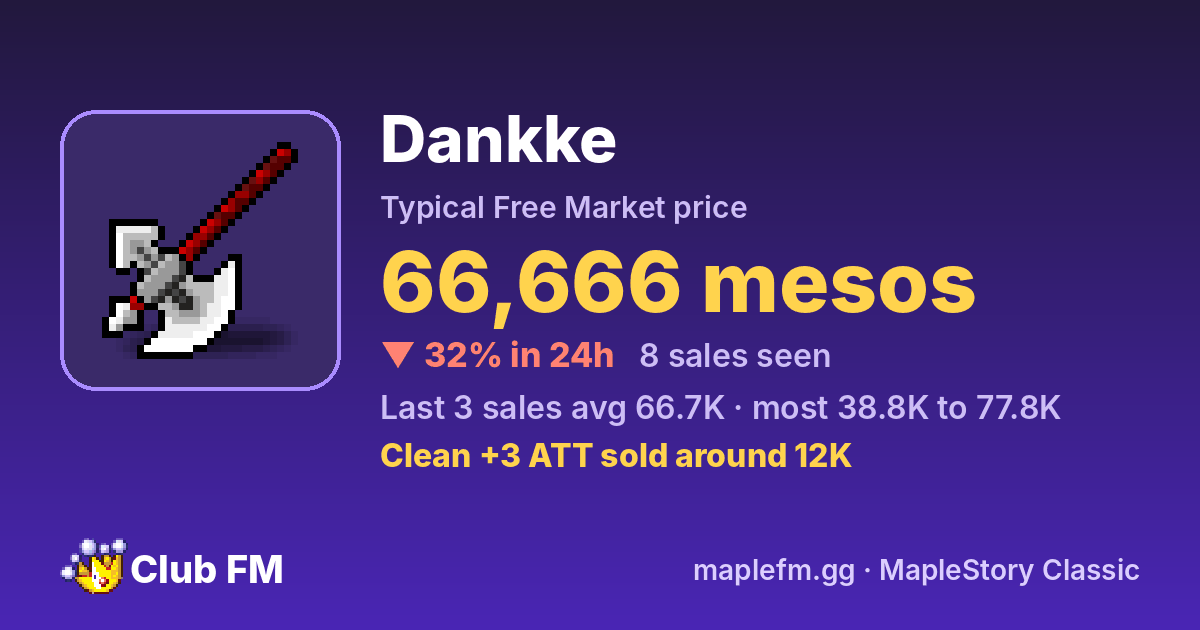 Dankke
Typical Free Market price
66,666 mesos
▼ 32% in 24h 8 sales seen
Last 3 sales avg 66.7K · most 38.8K to 77.8K
Clean +3 ATT sold around 12K
Club FM
maplefm.gg · MapleStory Classic